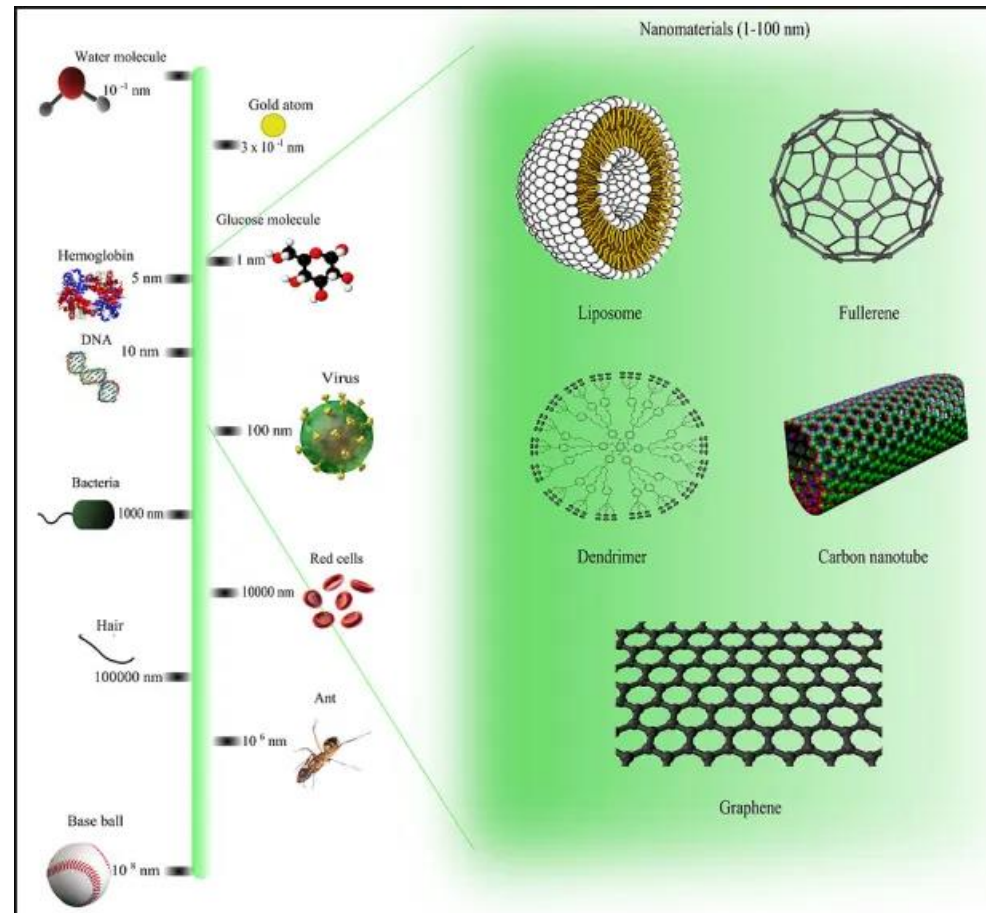 Nanomaterials (1-100 nm)
Water molecule
10⁻¹ nm
Gold atom
3 x 10⁻¹ nm
Glucose molecule
1 nm
Hemoglobin
5 nm
DNA
10 nm
Virus
100 nm
Bacteria
1000 nm
Red cells
10000 nm
Hair
100000 nm
Ant
10⁶ nm
Base ball
10⁸ nm
Liposome
Fullerene
Dendrimer
Carbon nanotube
Graphene